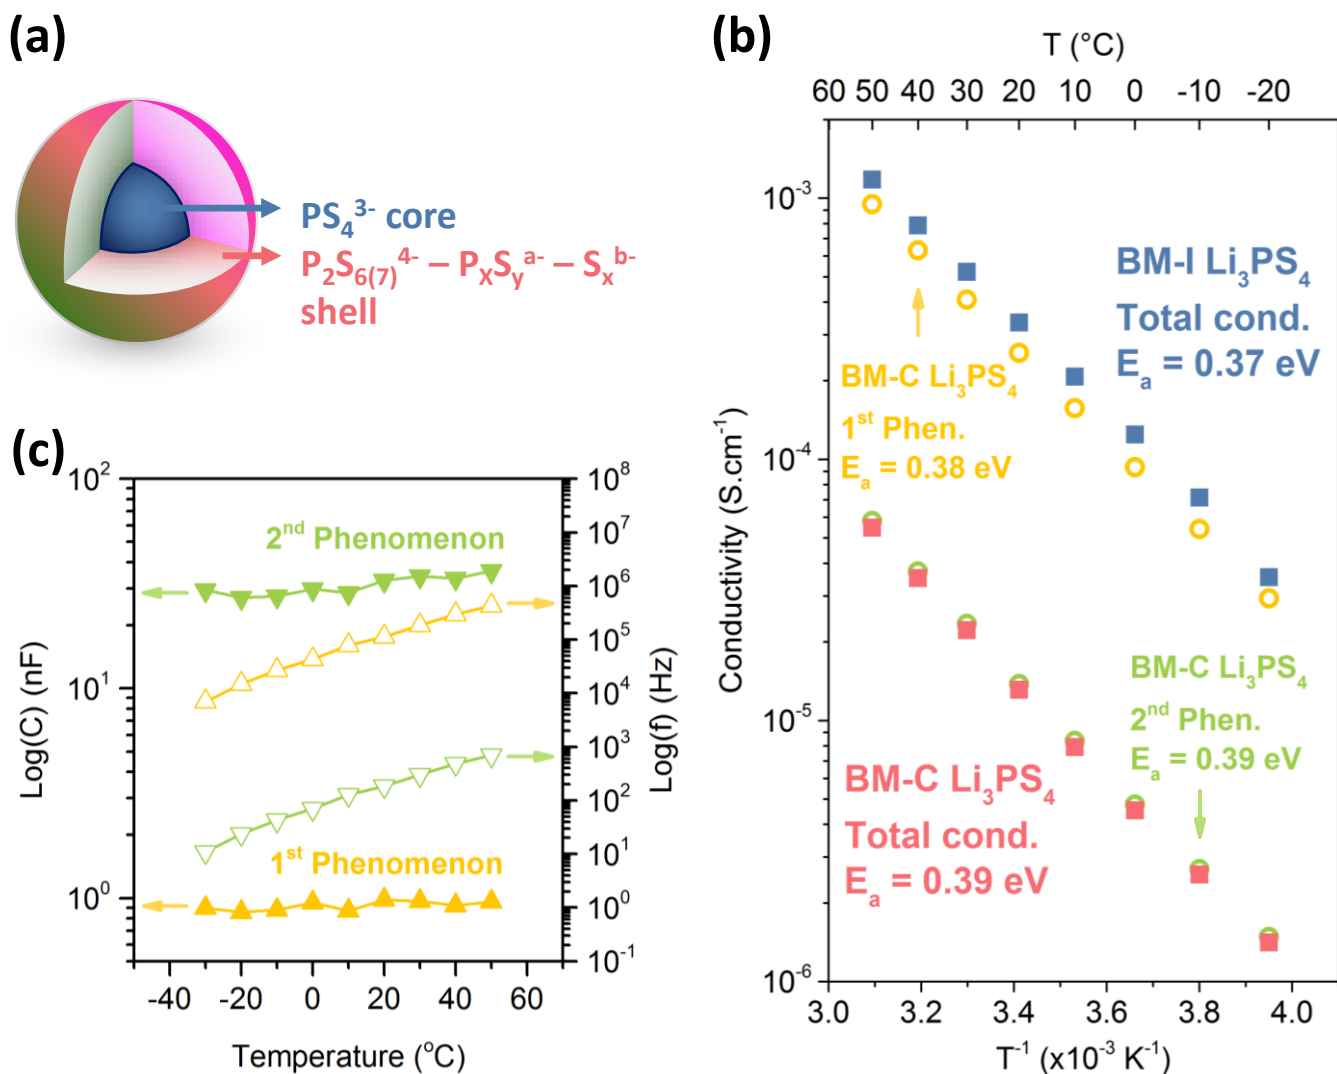 (a)
PS₄³⁻ core
P₂S₆₍₇₎⁴⁻ – PₓSᵧᵃ⁻ – Sₓᵇ⁻
shell
(b)
T (°C)
60 50 40 30 20 10 0 -10 -20
10⁻³
10⁻⁴
10⁻⁵
10⁻⁶
Conductivity (S.cm⁻¹)
BM-I Li₃PS₄
Total cond.
Eₐ = 0.37 eV
BM-C Li₃PS₄
1ˢᵗ Phen.
Eₐ = 0.38 eV
BM-C Li₃PS₄
2ⁿᵈ Phen.
Eₐ = 0.39 eV
BM-C Li₃PS₄
Total cond.
Eₐ = 0.39 eV
3.0 3.2 3.4 3.6 3.8 4.0
T⁻¹ (x10⁻³ K⁻¹)
(c)
10²
10¹
10⁰
Log(C) (nF)
2ⁿᵈ Phenomenon
1ˢᵗ Phenomenon
10⁸
10⁷
10⁶
10⁵
10⁴
10³
10²
10¹
10⁰
10⁻¹
Log(f) (Hz)
-40 -20 0 20 40 60
Temperature (°C)